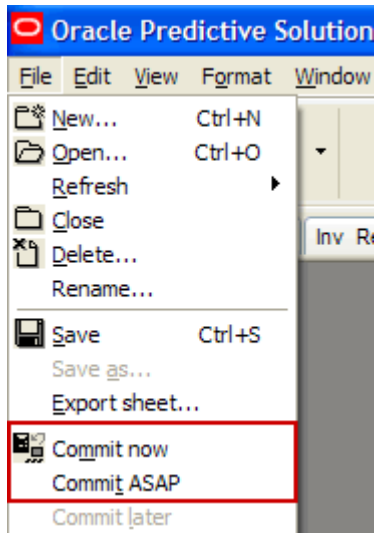 Oracle Predictive Solution
File Edit View Format Window
New... Ctrl+N
Open... Ctrl+O
Refresh
Close
Inv Re
Delete...
Rename...
Save Ctrl+S
Save as...
Export sheet...
Commit now
Commit ASAP
Commit later